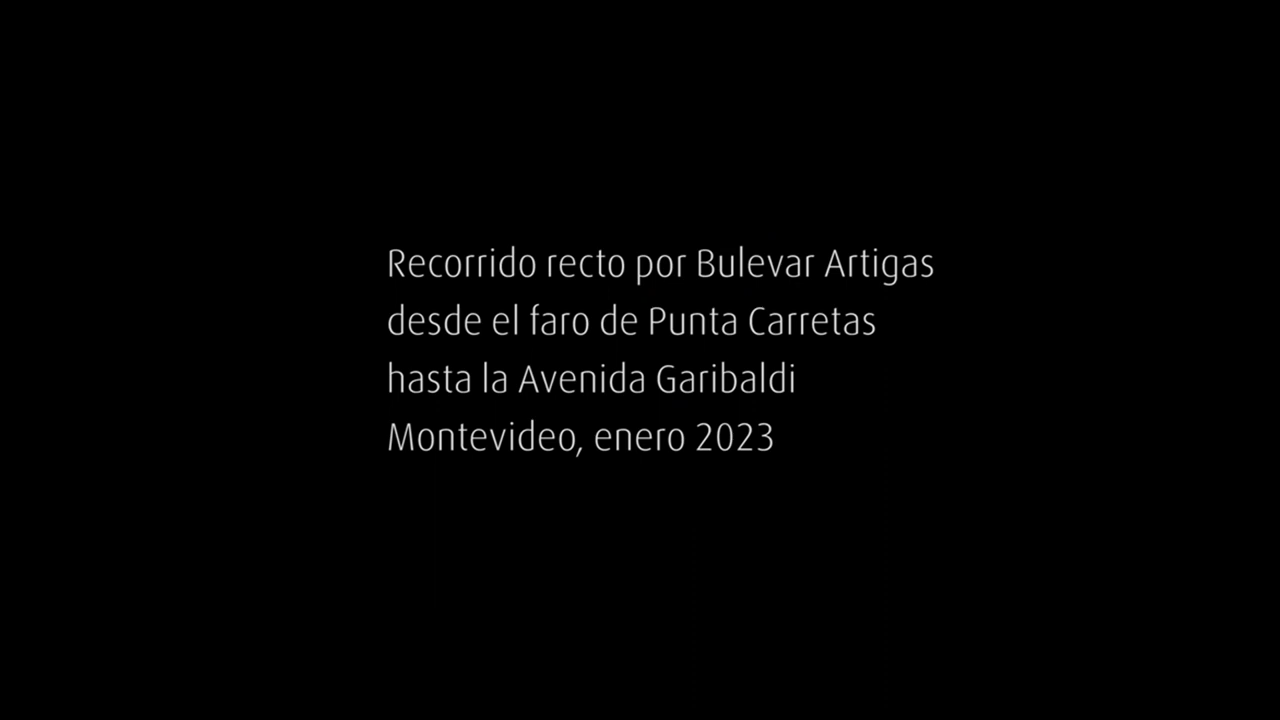 Recorrido recto por Bulevar Artigas
desde el faro de Punta Carretas
hasta la Avenida Garibaldi
Montevideo, enero 2023